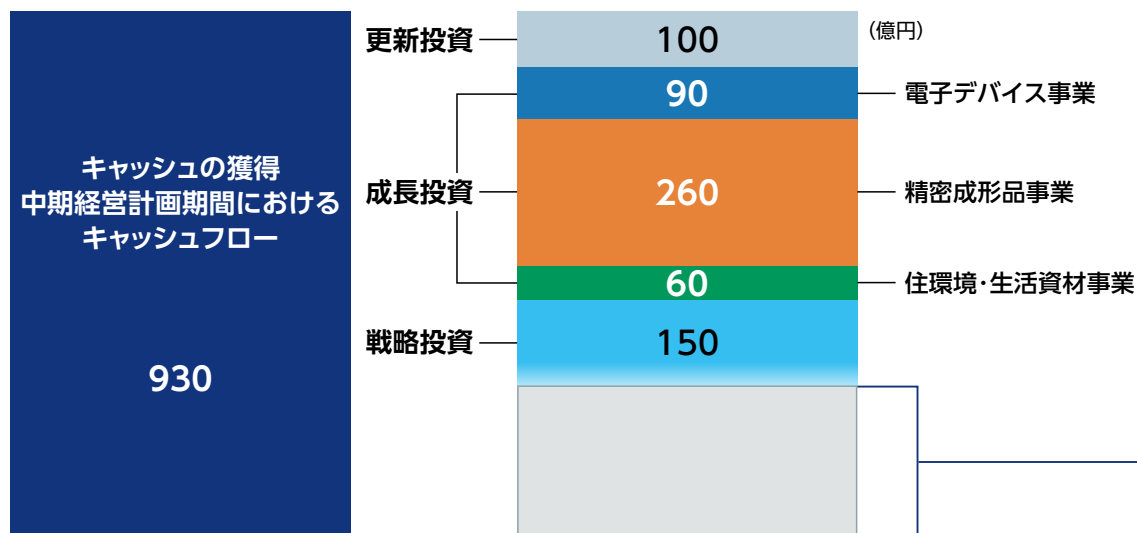 キャッシュの獲得
中期経営計画期間における
キャッシュフロー
930
更新投資
成長投資
戦略投資
100
90
260
60
150
(億円)
電子デバイス事業
精密成形品事業
住環境・生活資材事業